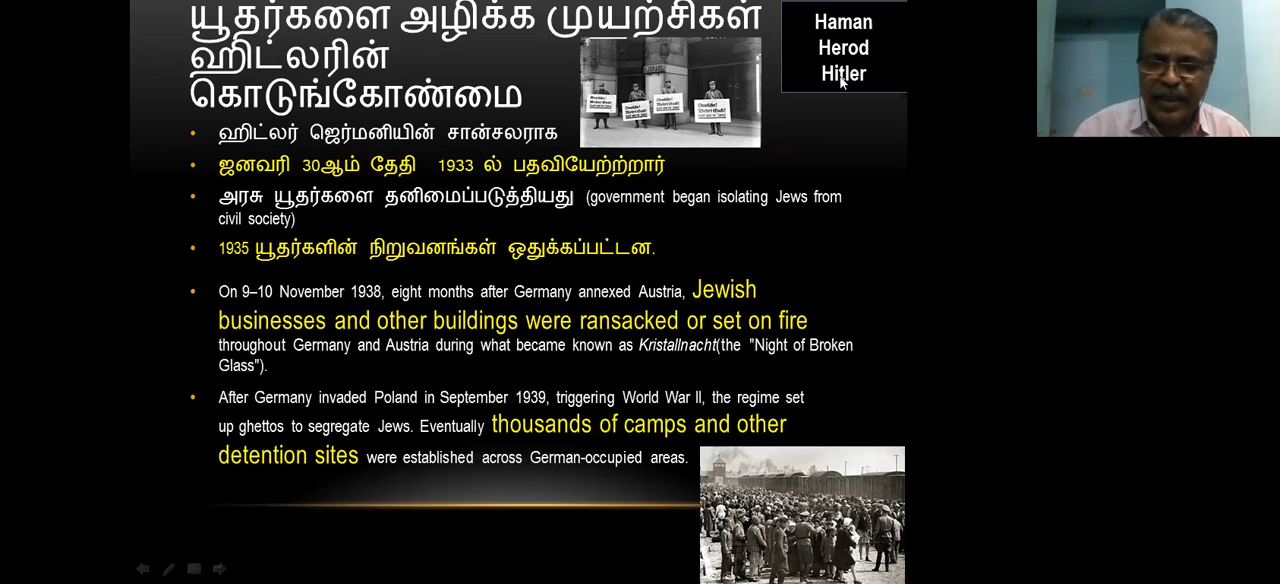 யூதர்களை அழிக்க முயற்சிகள்
ஹிட்லரின்
கொடுங்கோண்மை
Haman
Herod
Hitler
• ஹிட்லர் ஜெர்மனியின் சான்சலராக
• ஜனவரி 30ஆம் தேதி 1933 ல் பதவியேற்ற்றார்
• அரசு யூதர்களை தனிமைப்படுத்தியது (government began isolating Jews from
civil society)
• 1935 யூதர்களின் நிறுவனங்கள் ஒதுக்கப்பட்டன.
• On 9–10 November 1938, eight months after Germany annexed Austria, Jewish
businesses and other buildings were ransacked or set on fire
throughout Germany and Austria during what became known as Kristallnacht(the "Night of Broken
Glass").
• After Germany invaded Poland in September 1939, triggering World War II, the regime set
up ghettos to segregate Jews. Eventually thousands of camps and other
detention sites were established across German-occupied areas.